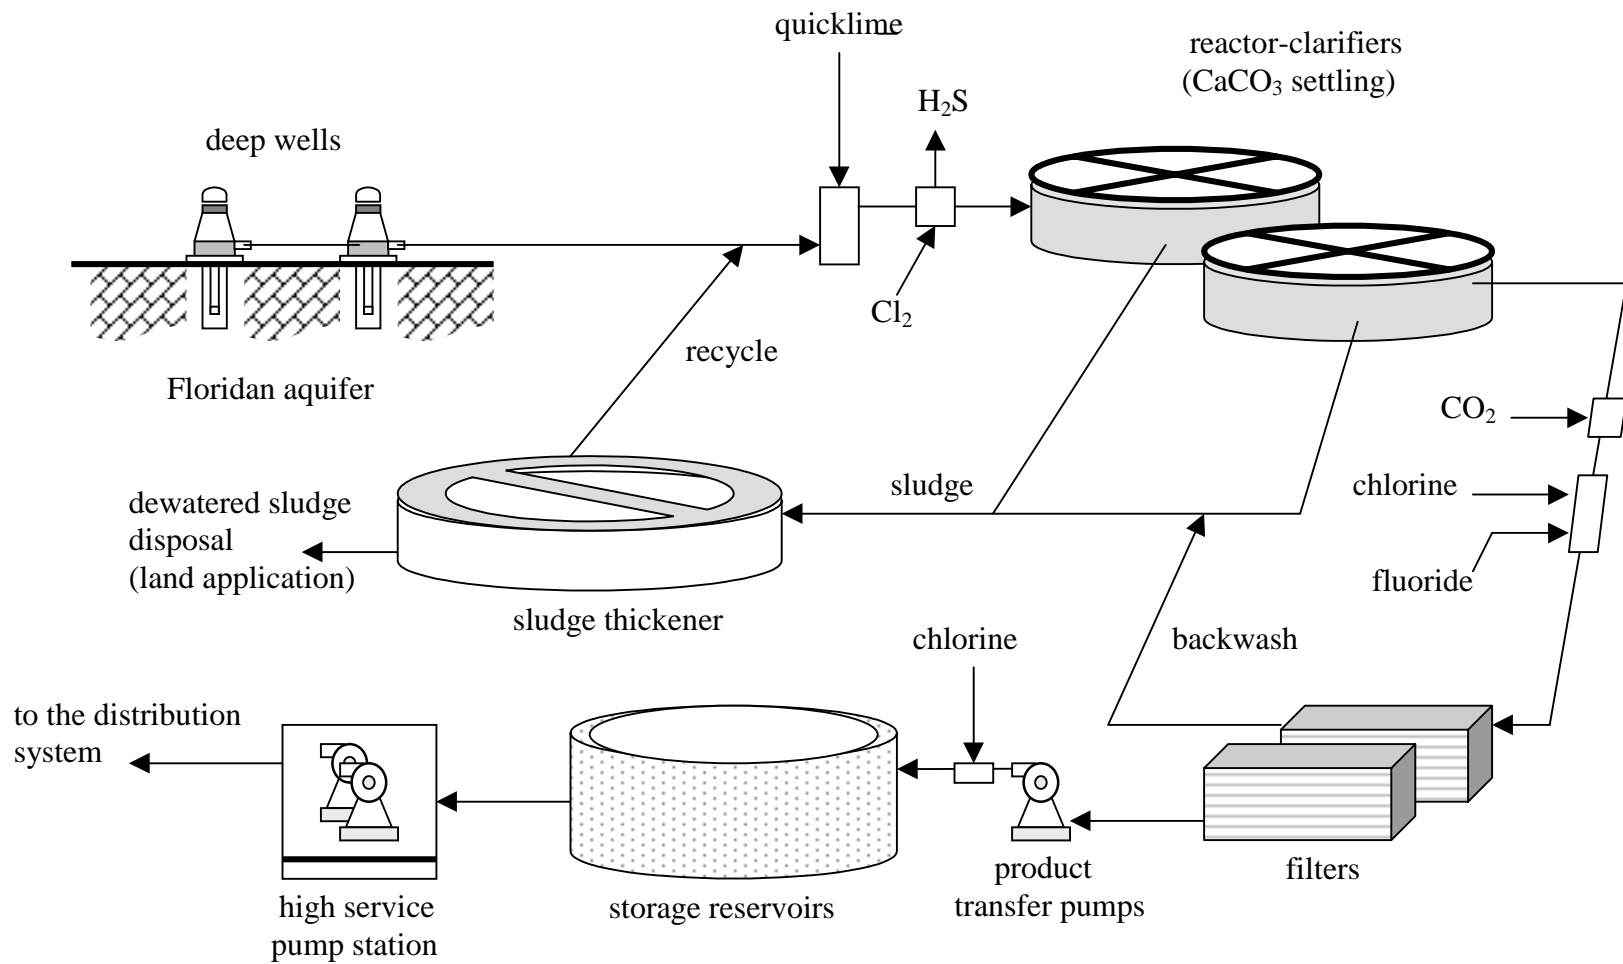 quicklime
reactor-clarifiers
(CaCO₃ settling)
H₂S
deep wells
Cl₂
recycle
Floridan aquifer
CO₂
chlorine
fluoride
sludge
dewatered sludge
disposal
(land application)
sludge thickener
chlorine
backwash
to the distribution
system
filters
product
transfer pumps
storage reservoirs
high service
pump station